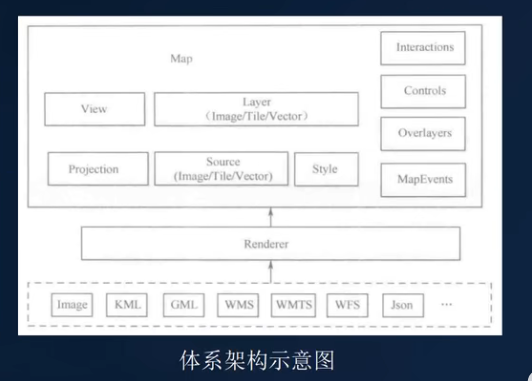 Map
Interactions
Controls
Overlayers
MapEvents
View
Layer
(Image/Tile/Vector)
Projection
Source
(Image/Tile/Vector)
Style
Renderer
Image
KML
GML
WMS
WMTS
WFS
Json
...
体系架构示意图